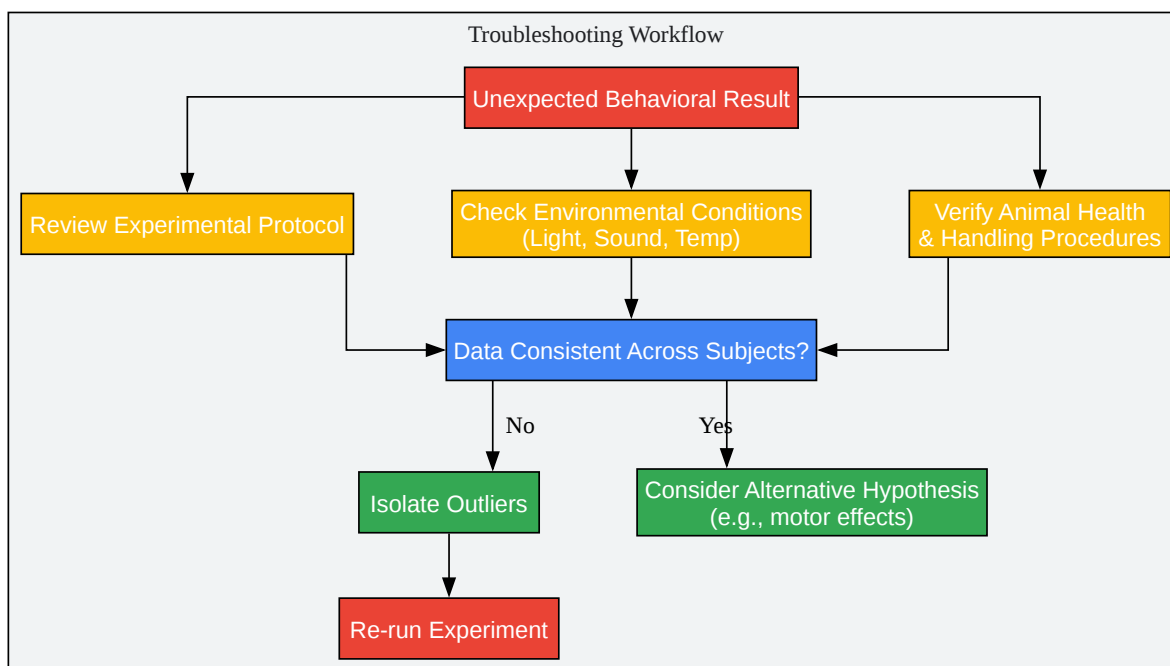 Troubleshooting Workflow
Unexpected Behavioral Result
Review Experimental Protocol
Check Environmental Conditions
(Light, Sound, Temp)
Verify Animal Health
& Handling Procedures
Data Consistent Across Subjects?
No
Yes
Isolate Outliers
Consider Alternative Hypothesis
(e.g., motor effects)
Re-run Experiment